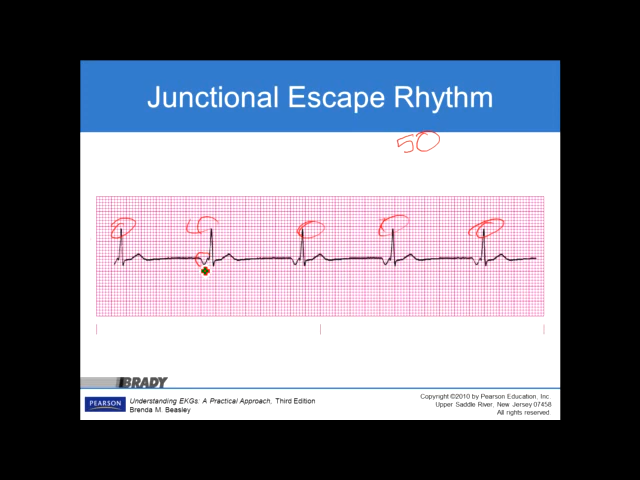 Junctional Escape Rhythm
50
BRADY
PEARSON
Understanding EKGs: A Practical Approach, Third Edition
Brenda M. Beasley
Copyright ©2010 by Pearson Education, Inc.
Upper Saddle River, New Jersey 07458
All rights reserved.